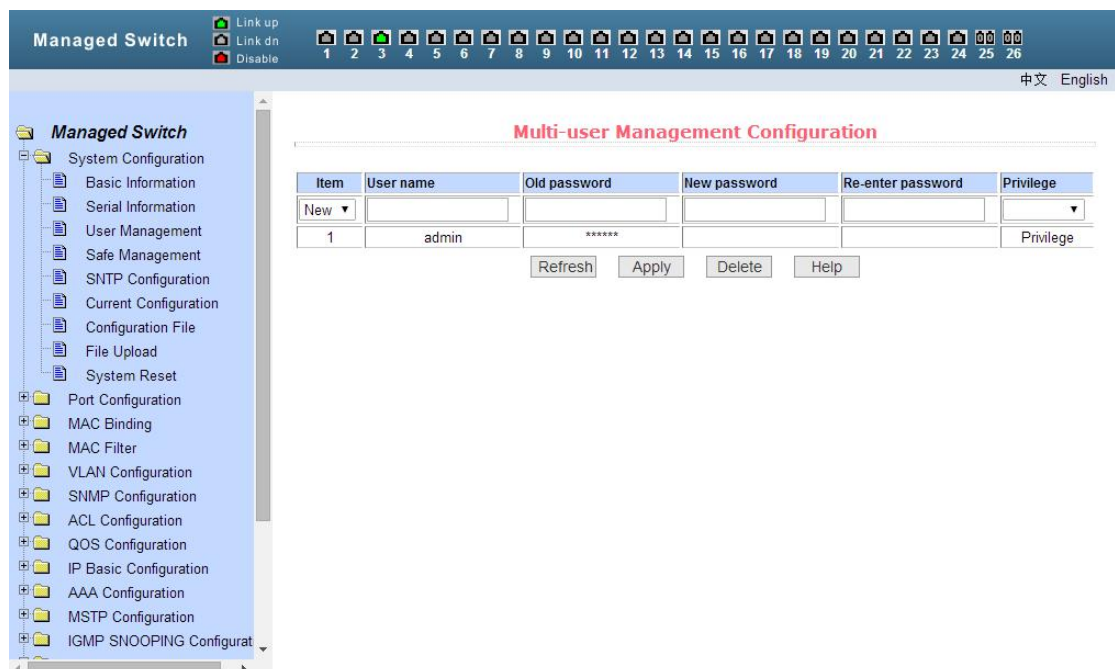 Managed Switch
Link up
Link dn
Disable
1 2 3 4 5 6 7 8 9 10 11 12 13 14 15 16 17 18 19 20 21 22 23 24 25 26
中文 English
Managed Switch
System Configuration
Basic Information
Serial Information
User Management
Safe Management
SNTP Configuration
Current Configuration
Configuration File
File Upload
System Reset
Port Configuration
MAC Binding
MAC Filter
VLAN Configuration
SNMP Configuration
ACL Configuration
QOS Configuration
IP Basic Configuration
AAA Configuration
MSTP Configuration
IGMP SNOOPING Configurat
Multi-user Management Configuration
Item User name Old password New password Re-enter password Privilege
New
1 admin ****** Privilege
Refresh Apply Delete Help